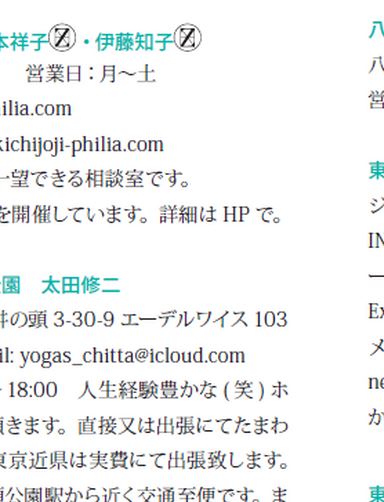 本祥子Ⓩ・伊藤知子Ⓩ
営業日：月～土
ilia.com
kichijoji-philia.com
一望できる相談室です。
を開催しています。詳細は HP で。
園　太田修二
井の頭 3-30-9 エーデルワイス 103
il: yogas_chitta@icloud.com
18:00　人生経験豊かな ( 笑 ) ホ
頂きます。直接又は出張にてたまわ
東京近県は実費にて出張致します。
公園駅から近く交通至便です。ま
八
八
営
東
ジ
IN
ー
Ex
メ
ne
か
東